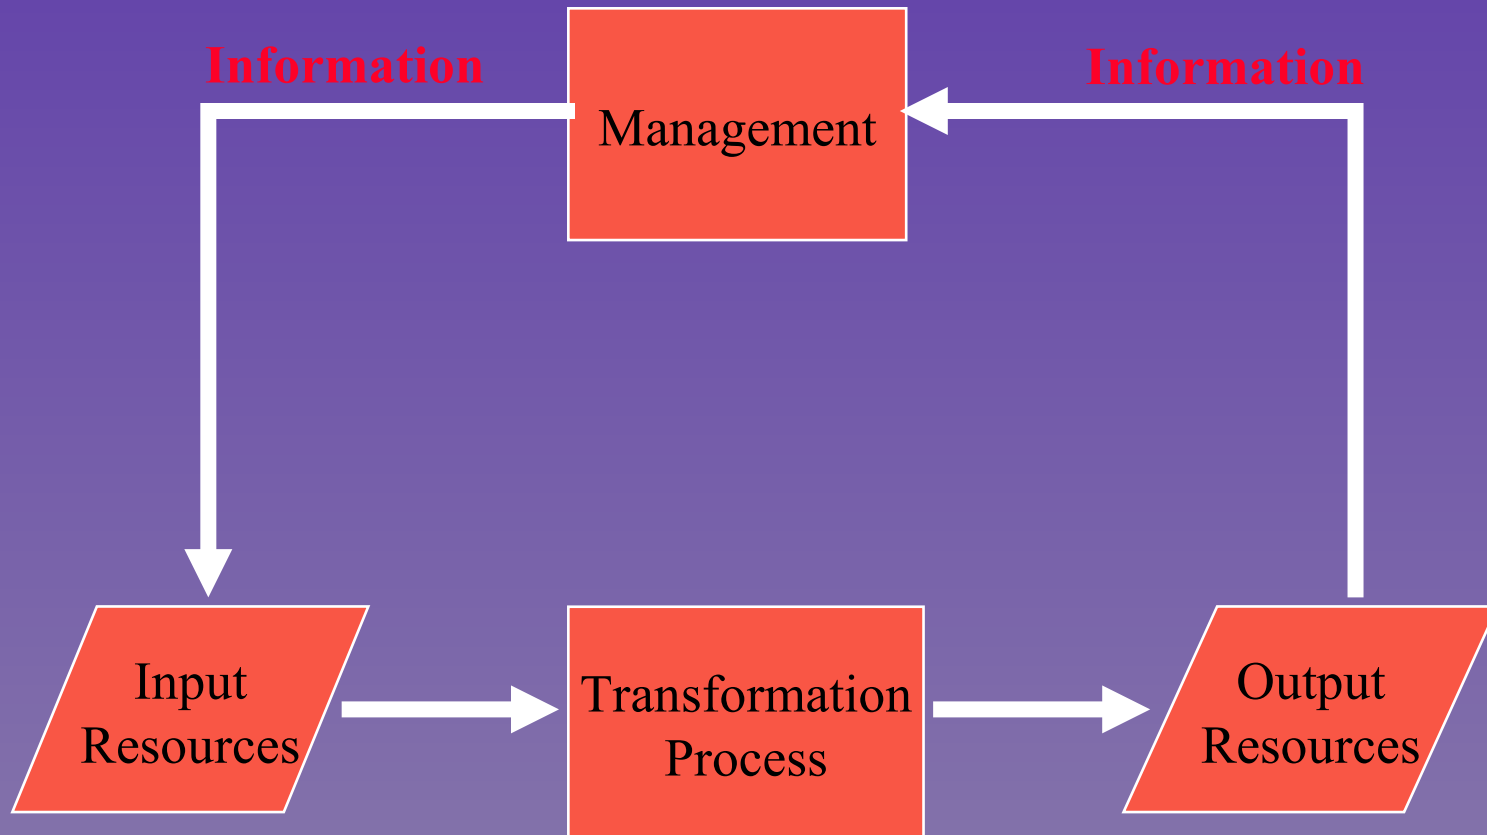 Information
Information
Management
Input
Resources
Transformation
Process
Output
Resources